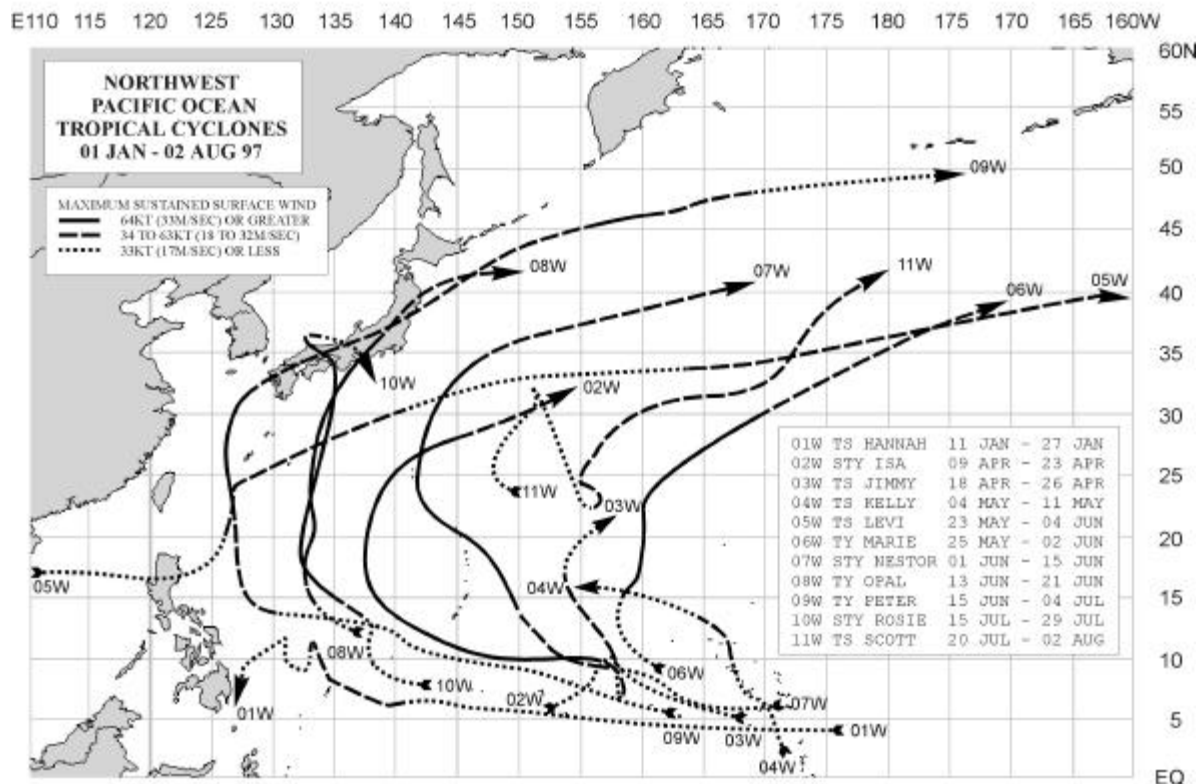 E110 115 120 125 130 135 140 145 150 155 160 165 170 175 180 175 170 165 160W
60N
NORTHWEST
PACIFIC OCEAN
TROPICAL CYCLONES
01 JAN - 02 AUG 97
55
50
09W
MAXIMUM SUSTAINED SURFACE WIND
64KT (33M/SEC) OR GREATER
34 TO 63KT (18 TO 32M/SEC)
33KT (17M/SEC) OR LESS
45
08W
07W
11W
06W
05W
40
35
10W
02W
30
01W TS HANNAH 11 JAN - 27 JAN
02W STY ISA 09 APR - 23 APR
03W TS JIMMY 18 APR - 26 APR
04W TS KELLY 04 MAY - 11 MAY
05W TS LEVI 23 MAY - 04 JUN
06W TY MARIE 25 MAY - 02 JUN
07W STY NESTOR 01 JUN - 15 JUN
08W TY OPAL 13 JUN - 21 JUN
09W TY PETER 15 JUN - 04 JUL
10W STY ROSIE 15 JUL - 29 JUL
11W TS SCOTT 20 JUL - 02 AUG
25
11W
03W
20
05W
04W
15
08W
10
06W
10W
01W
02W
07W
5
09W
03W
01W
04W
EQ